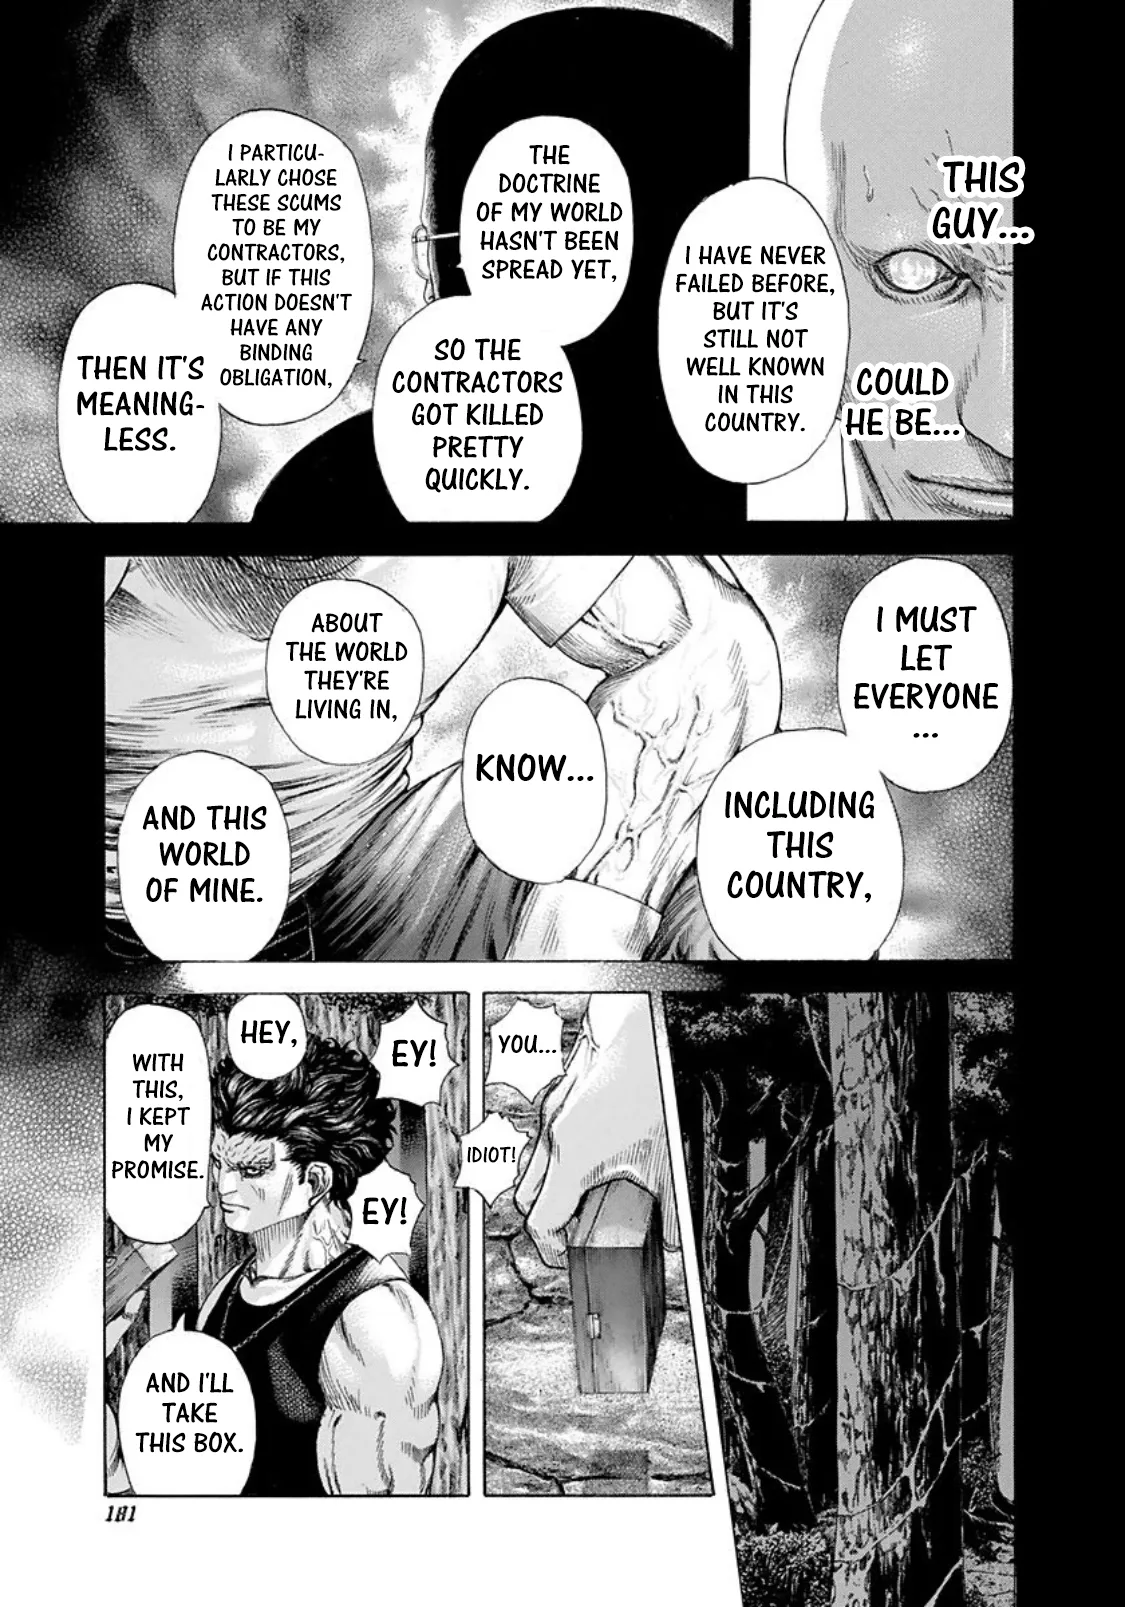 THIS
GUY...
COULD
HE BE...
I HAVE NEVER
FAILED BEFORE,
BUT IT'S
STILL NOT
WELL KNOWN
IN THIS
COUNTRY.
THE
DOCTRINE
OF MY WORLD
HASN'T BEEN
SPREAD YET,
SO THE
CONTRACTORS
GOT KILLED
PRETTY
QUICKLY.
I PARTICU-
LARLY CHOSE
THESE SCUMS
TO BE MY
CONTRACTORS,
BUT IF THIS
ACTION DOESN'T
HAVE ANY
BINDING
OBLIGATION,
THEN IT'S
MEANING-
LESS.
I MUST
LET
EVERYONE
...
INCLUDING
THIS
COUNTRY,
KNOW...
ABOUT
THE WORLD
THEY'RE
LIVING IN,
AND THIS
WORLD
OF MINE.
YOU...
IDIOT!
EY!
EY!
HEY,
WITH
THIS,
I KEPT
MY
PROMISE.
AND I'LL
TAKE
THIS BOX.
181